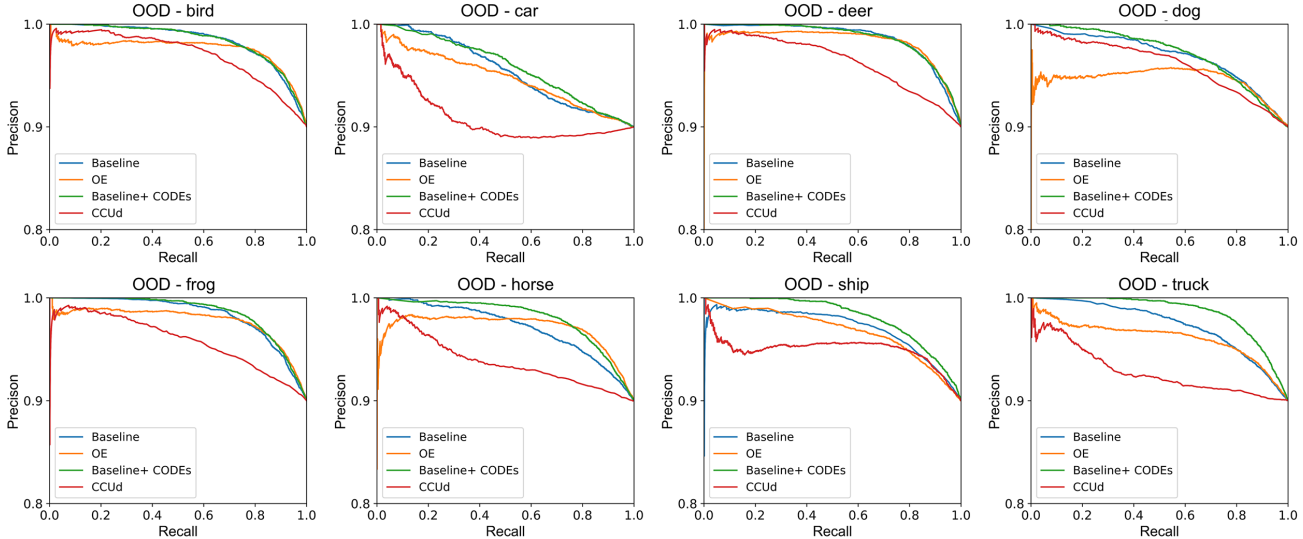 OOD - bird
1.0
0.9
0.8
Precison
0.0 0.2 0.4 0.6 0.8 1.0
Recall
Baseline
OE
Baseline+ CODEs
CCUd
OOD - car
1.0
0.9
0.8
Precison
0.0 0.2 0.4 0.6 0.8 1.0
Recall
Baseline
OE
Baseline+ CODEs
CCUd
OOD - deer
1.0
0.9
0.8
Precison
0.0 0.2 0.4 0.6 0.8 1.0
Recall
Baseline
OE
Baseline+ CODEs
CCUd
OOD - dog
1.0
0.9
0.8
Precison
0.0 0.2 0.4 0.6 0.8 1.0
Recall
Baseline
OE
Baseline+ CODEs
CCUd
OOD - frog
1.0
0.9
0.8
Precison
0.0 0.2 0.4 0.6 0.8 1.0
Recall
Baseline
OE
Baseline+ CODEs
CCUd
OOD - horse
1.0
0.9
0.8
Precison
0.0 0.2 0.4 0.6 0.8 1.0
Recall
Baseline
OE
Baseline+ CODEs
CCUd
OOD - ship
1.0
0.9
0.8
Precison
0.0 0.2 0.4 0.6 0.8 1.0
Recall
Baseline
OE
Baseline+ CODEs
CCUd
OOD - truck
1.0
0.9
0.8
Precison
0.0 0.2 0.4 0.6 0.8 1.0
Recall
Baseline
OE
Baseline+ CODEs
CCUd